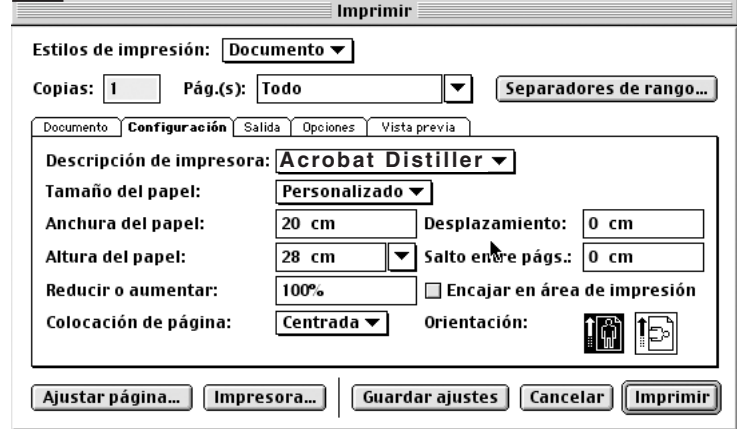 Imprimir
Estilos de impresión: Documento
Copias: 1 Pág.(s): Todo Separadores de rango...
Documento Configuración Salida Opciones Vista previa
Descripción de impresora: Acrobat Distiller
Tamaño del papel: Personalizado
Anchura del papel: 20 cm Desplazamiento: 0 cm
Altura del papel: 28 cm Salto entre págs.: 0 cm
Reducir o aumentar: 100% Encajar en área de impresión
Colocación de página: Centrada Orientación:
Ajustar página... Impresora... Guardar ajustes Cancelar Imprimir